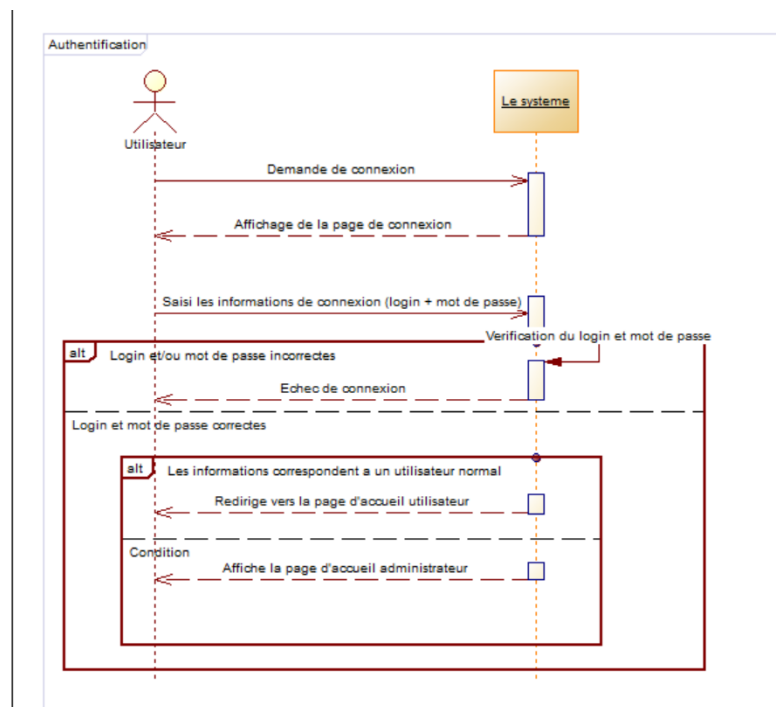 Authentification
Le systeme
Utilisateur
Demande de connexion
Affichage de la page de connexion
Saisi les informations de connexion (login + mot de passe)
Verification du login et mot de passe
alt
Login et/ou mot de passe incorrectes
Echec de connexion
Login et mot de passe correctes
alt
Les informations correspondent a un utilisateur normal
Redirige vers la page d'accueil utilisateur
Condition
Affiche la page d'accueil administrateur